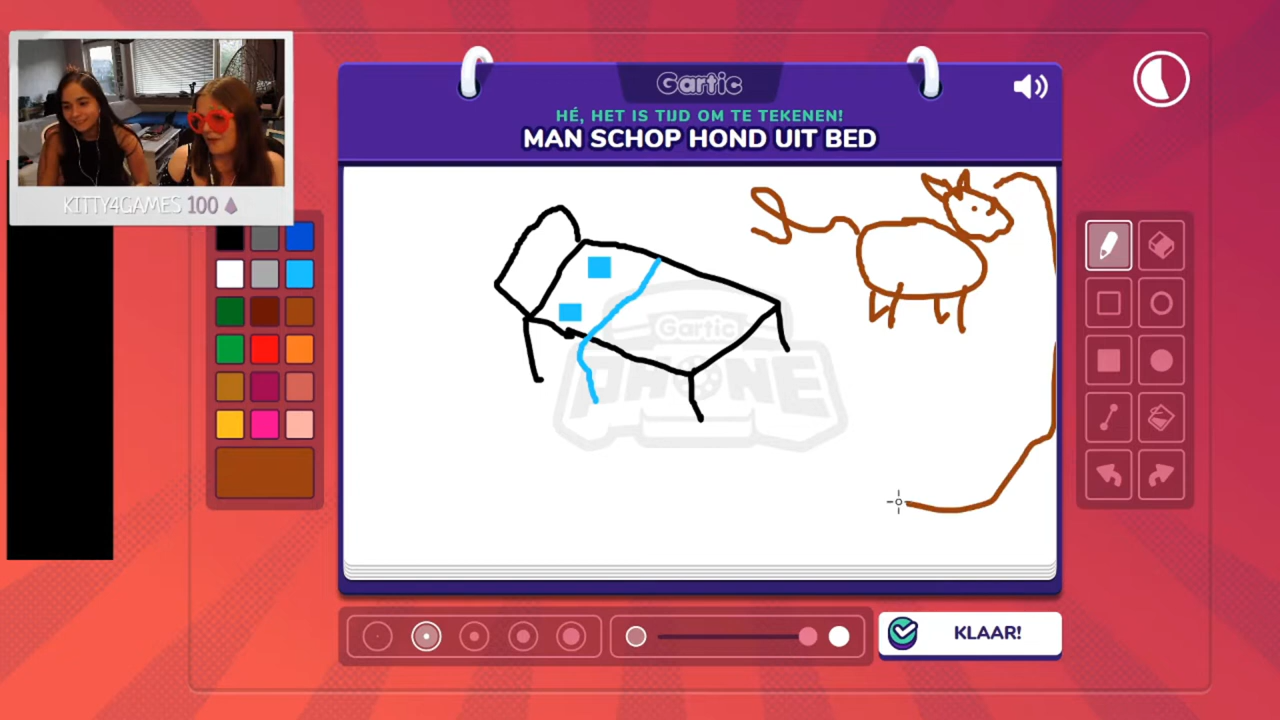 Gartic
HÉ, HET IS TIJD OM TE TEKENEN!
MAN SCHOP HOND UIT BED
KITTY4GAMES 100
Gartic
PHONE
KLAAR!